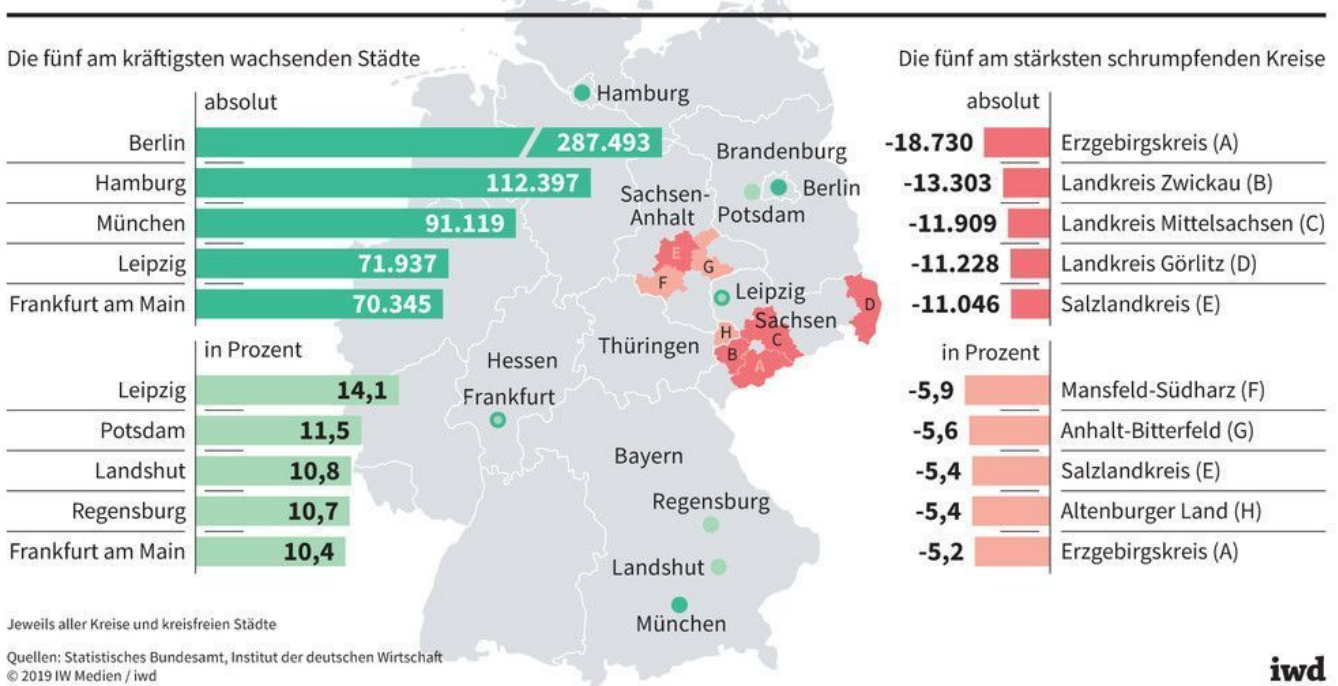 Die fünf am kräftigsten wachsenden Städte
absolut
Berlin 287.493
Hamburg 112.397
München 91.119
Leipzig 71.937
Frankfurt am Main 70.345
in Prozent
Leipzig 14,1
Potsdam 11,5
Landshut 10,8
Regensburg 10,7
Frankfurt am Main 10,4
Hamburg
Brandenburg
Berlin
Sachsen-
Anhalt
Potsdam
E
G
F
Leipzig
D
Sachsen
H
C
B
A
Thüringen
Hessen
Frankfurt
Bayern
Regensburg
Landshut
München
Die fünf am stärksten schrumpfenden Kreise
absolut
-18.730 Erzgebirgskreis (A)
-13.303 Landkreis Zwickau (B)
-11.909 Landkreis Mittelsachsen (C)
-11.228 Landkreis Görlitz (D)
-11.046 Salzlandkreis (E)
in Prozent
-5,9 Mansfeld-Südharz (F)
-5,6 Anhalt-Bitterfeld (G)
-5,4 Salzlandkreis (E)
-5,4 Altenburger Land (H)
-5,2 Erzgebirgskreis (A)
Jeweils aller Kreise und kreisfreien Städte
Quellen: Statistisches Bundesamt, Institut der deutschen Wirtschaft
© 2019 IW Medien / iwd
iwd